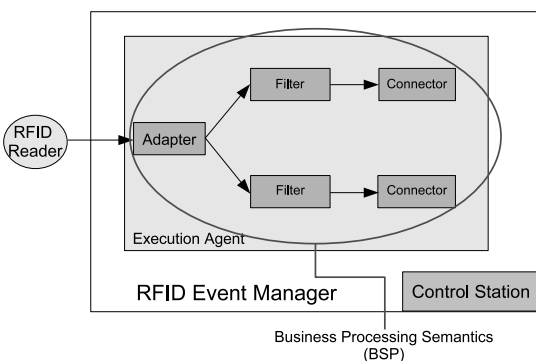 Filter
Connector
RFID
Reader
Adapter
Filter
Connector
Execution Agent
RFID Event Manager
Control Station
Business Processing Semantics
(BSP)